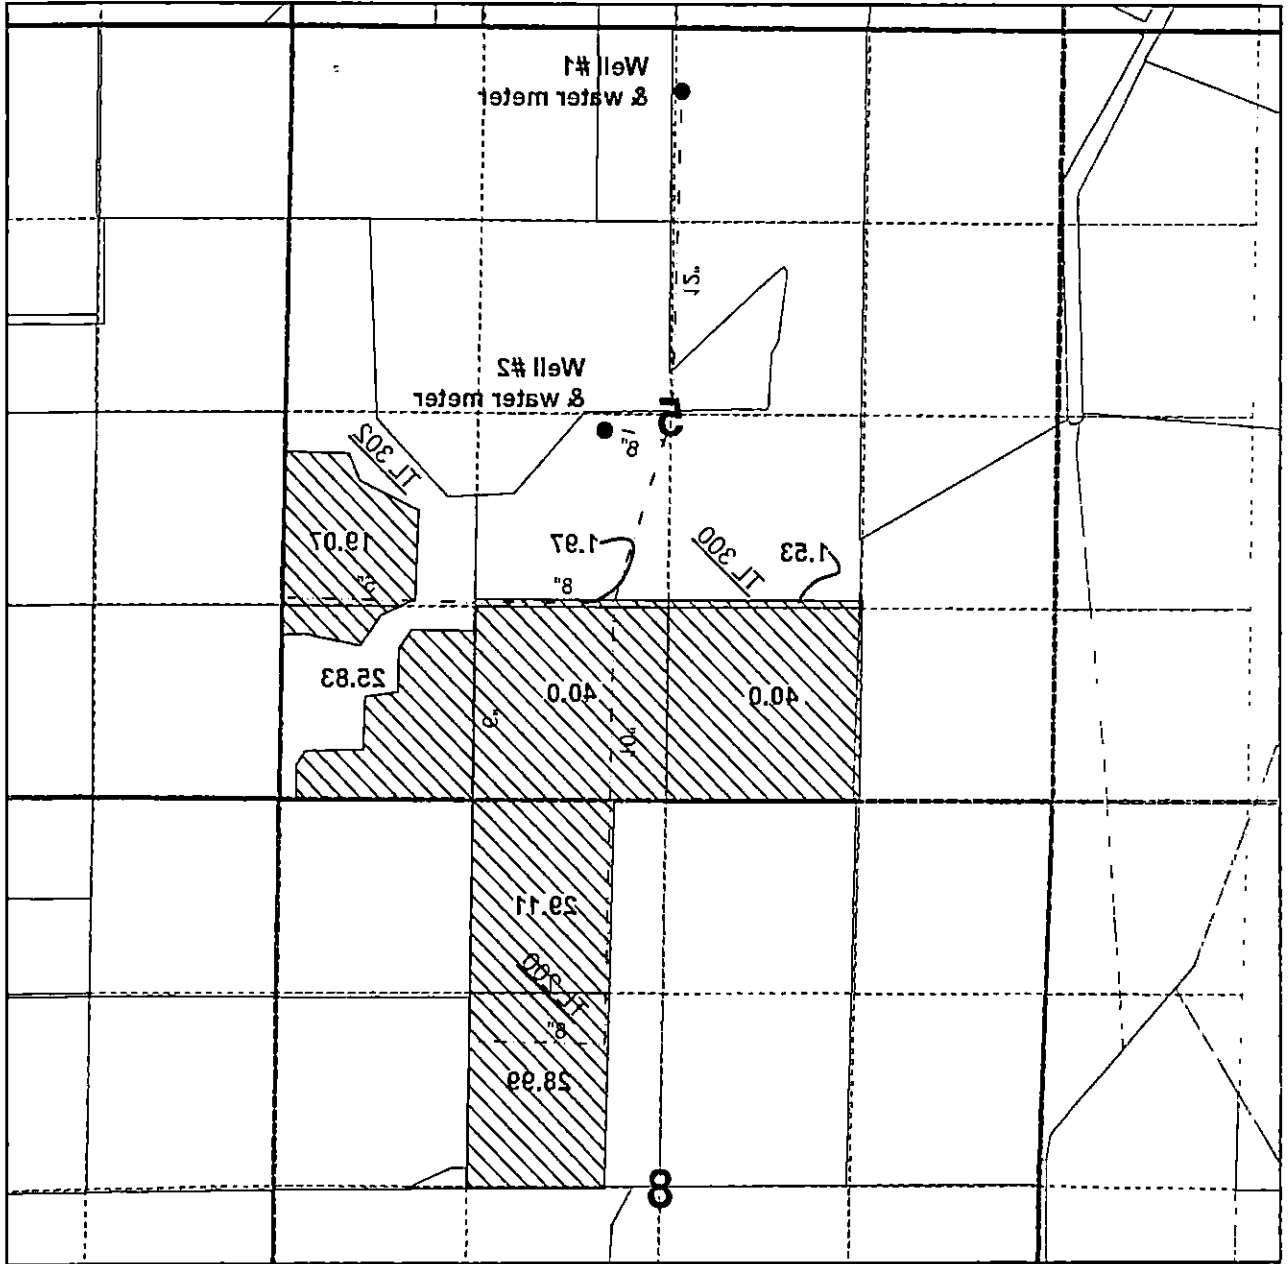 Well #1
& water meter
12"
Well #2
& water meter
5
8"
TL 302
19.07
5"
1.97
8"
TL 300
1.53
25.83
40.0
40.0
10"
29.11
TL
8"
28.99
8